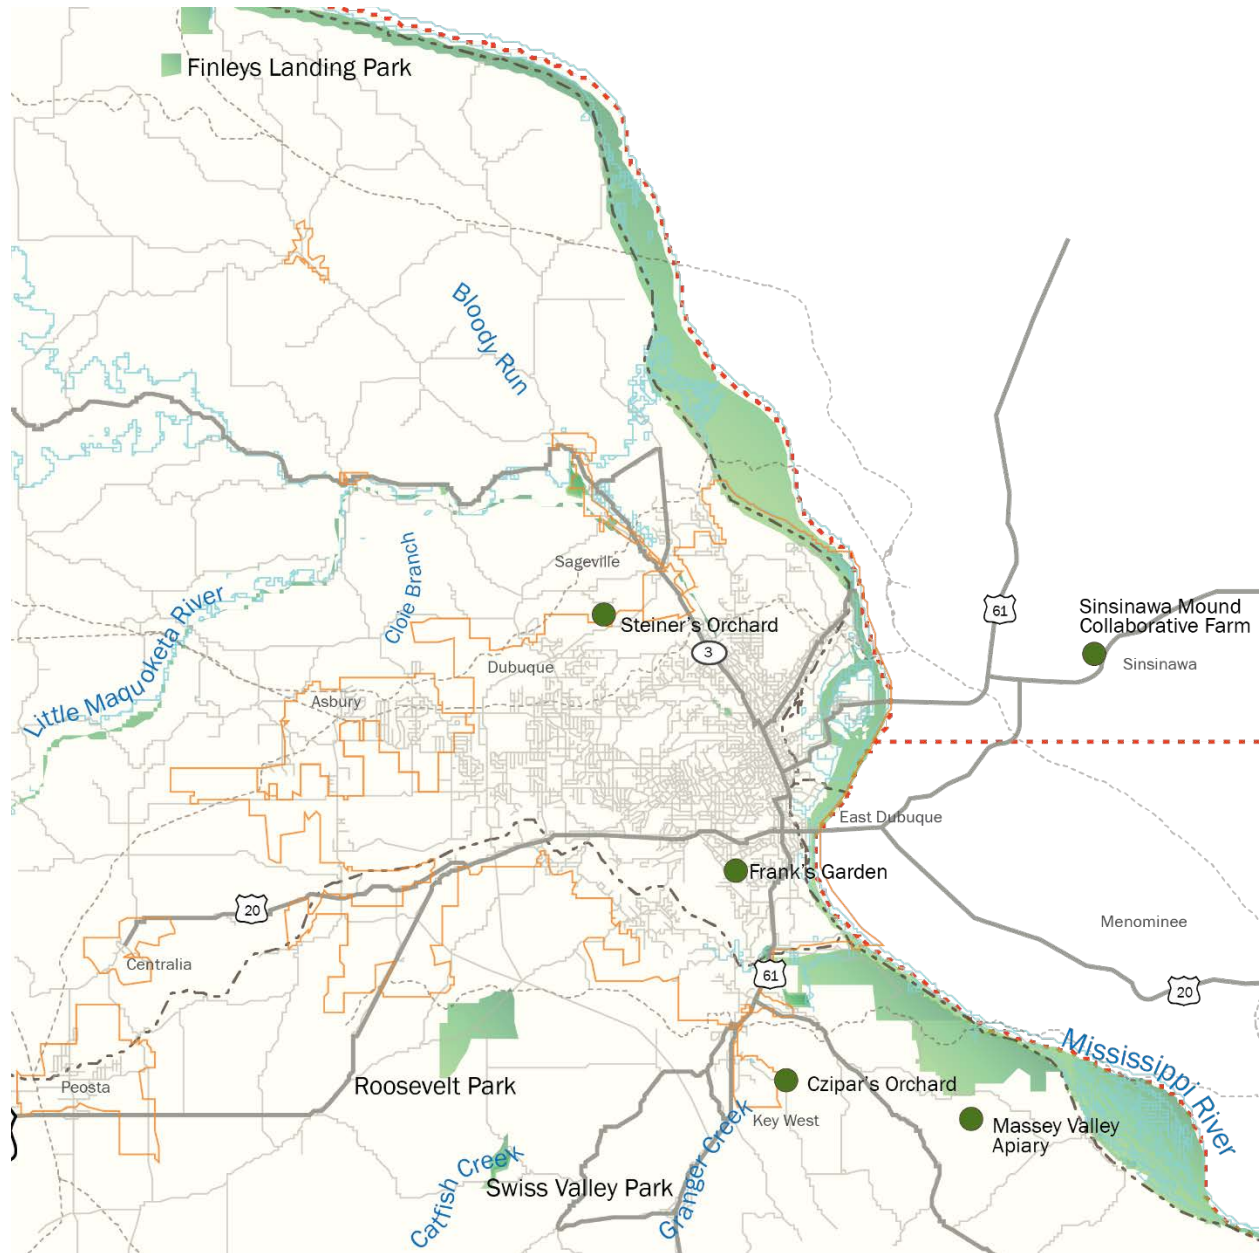 Finleys Landing Park
Bloody Run
Sageville
Cloie Branch
Little Maquoketa River
Steiner's Orchard
3
Dubuque
Asbury
61
Sinsinawa Mound
Collaborative Farm
Sinsinawa
East Dubuque
Frank's Garden
20
Menominee
Centralia
61
20
Mississippi River
Peosta
Roosevelt Park
Czipar's Orchard
Key West
Massey Valley
Apiary
Catfish Creek
Swiss Valley Park
Granger Creek